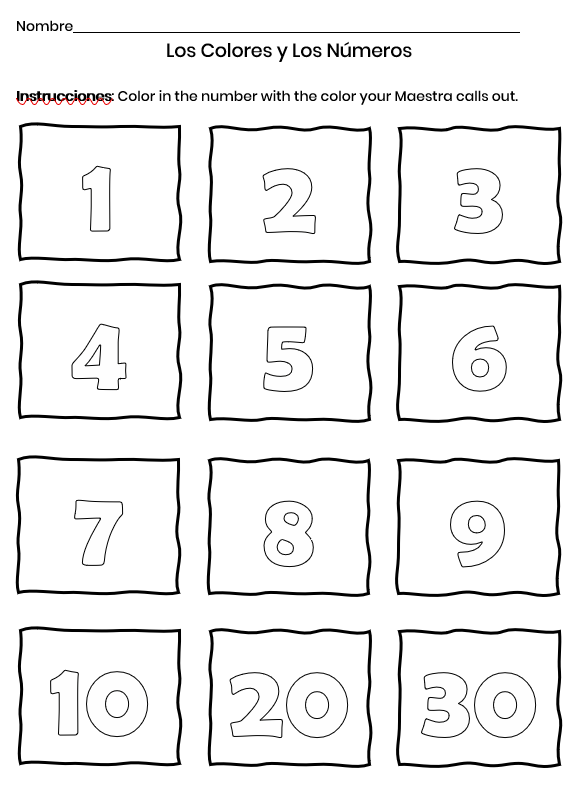 Nombre
Los Colores y Los Números
Instrucciones: Color in the number with the color your Maestra calls out.
1 2 3
4 5 6
7 8 9
10 20 30